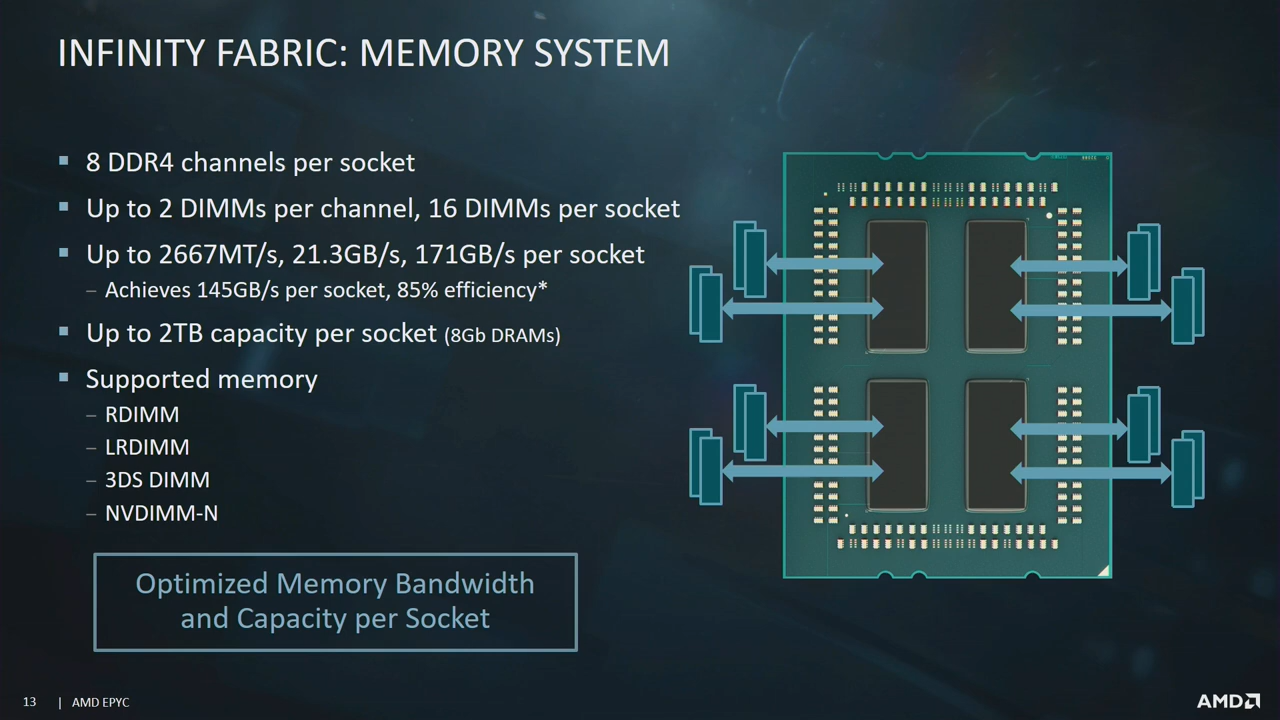 INFINITY FABRIC: MEMORY SYSTEM
8 DDR4 channels per socket
Up to 2 DIMMs per channel, 16 DIMMs per socket
Up to 2667MT/s, 21.3GB/s, 171GB/s per socket
– Achieves 145GB/s per socket, 85% efficiency*
Up to 2TB capacity per socket (8Gb DRAMs)
Supported memory
– RDIMM
– LRDIMM
– 3DS DIMM
– NVDIMM-N
Optimized Memory Bandwidth
and Capacity per Socket
13 | AMD EPYC
AMD